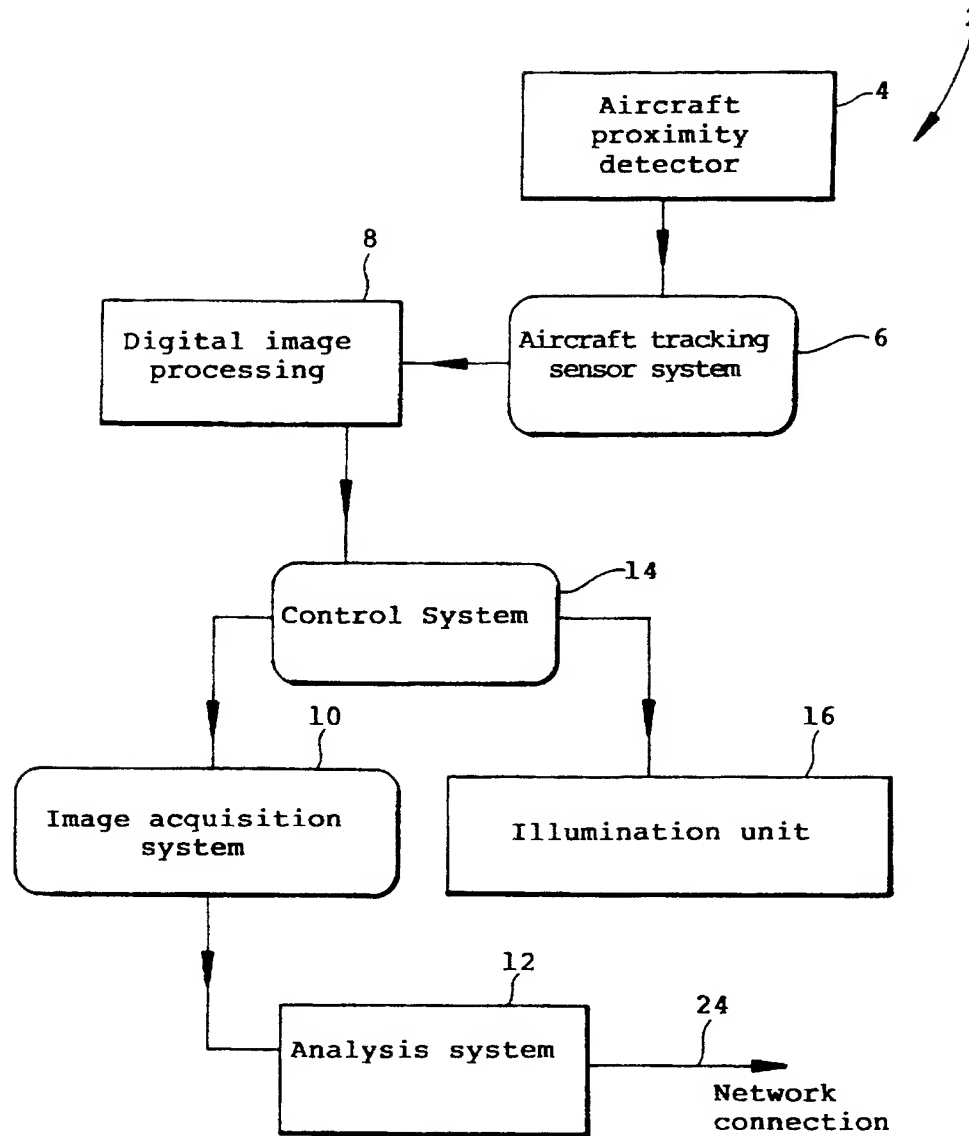 2
Aircraft
proximity
detector
4
8
Digital image
processing
Aircraft tracking
sensor system
6
14
Control System
10
16
Image acquisition
system
Illumination unit
12
Analysis system
24
Network
connection